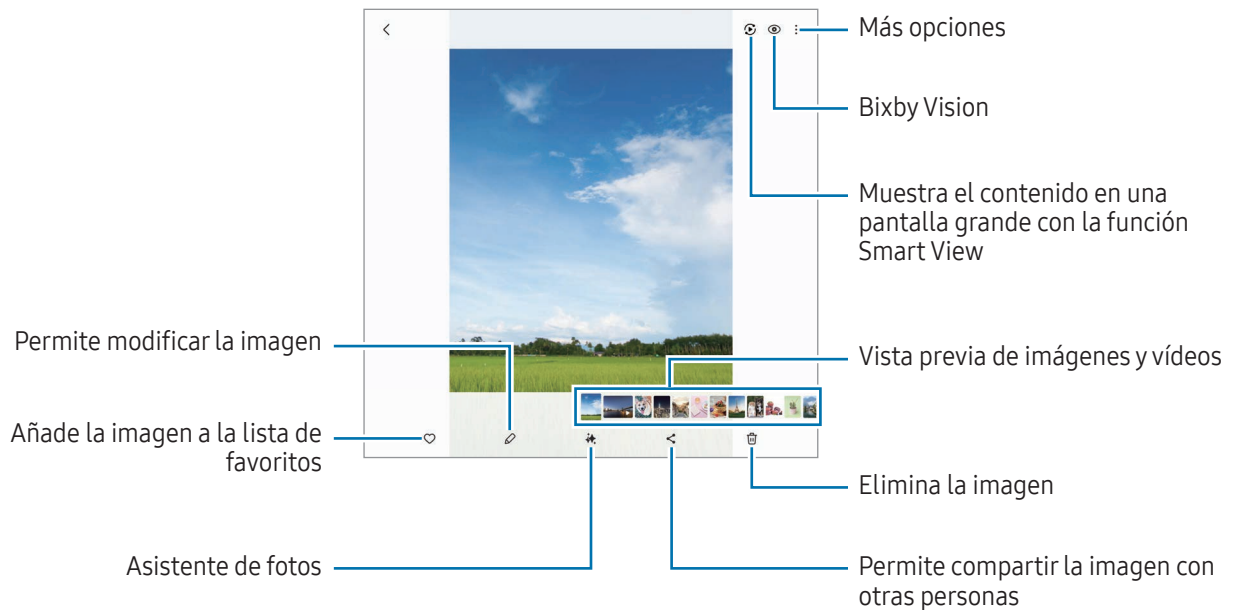 Más opciones
Bixby Vision
Muestra el contenido en una
pantalla grande con la función
Smart View
Permite modificar la imagen
Vista previa de imágenes y vídeos
Añade la imagen a la lista de
favoritos
Elimina la imagen
Asistente de fotos
Permite compartir la imagen con
otras personas